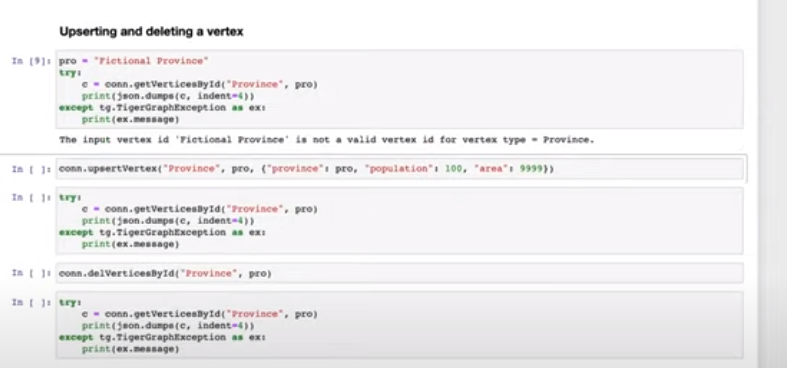 Upserting and deleting a vertex
In [9]: pro = "Fictional Province"
try:
c = conn.getVerticesById("Province", pro)
print(json.dumps(c, indent=4))
except tg.TigerGraphException as ex:
print(ex.message)
The input vertex id 'Fictional Province' is not a valid vertex id for vertex type = Province.
In [ ]: conn.upsertVertex("Province", pro, {"province": pro, "population": 100, "area": 9999})
In [ ]: try:
c = conn.getVerticesById("Province", pro)
print(json.dumps(c, indent=4))
except tg.TigerGraphException as ex:
print(ex.message)
In [ ]: conn.delVerticesById("Province", pro)
In [ ]: try:
c = conn.getVerticesById("Province", pro)
print(json.dumps(c, indent=4))
except tg.TigerGraphException as ex:
print(ex.message)